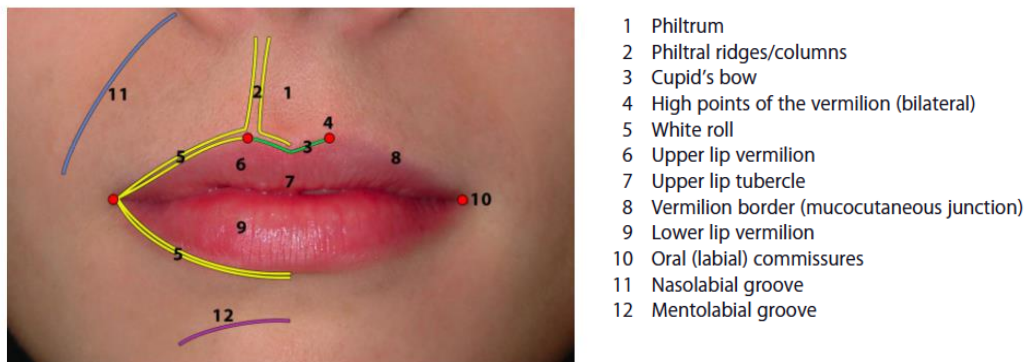 11
2
1
4
5
3
8
6
7
10
9
5
12
1 Philtrum
2 Philtral ridges/columns
3 Cupid's bow
4 High points of the vermilion (bilateral)
5 White roll
6 Upper lip vermilion
7 Upper lip tubercle
8 Vermilion border (mucocutaneous junction)
9 Lower lip vermilion
10 Oral (labial) commissures
11 Nasolabial groove
12 Mentolabial groove